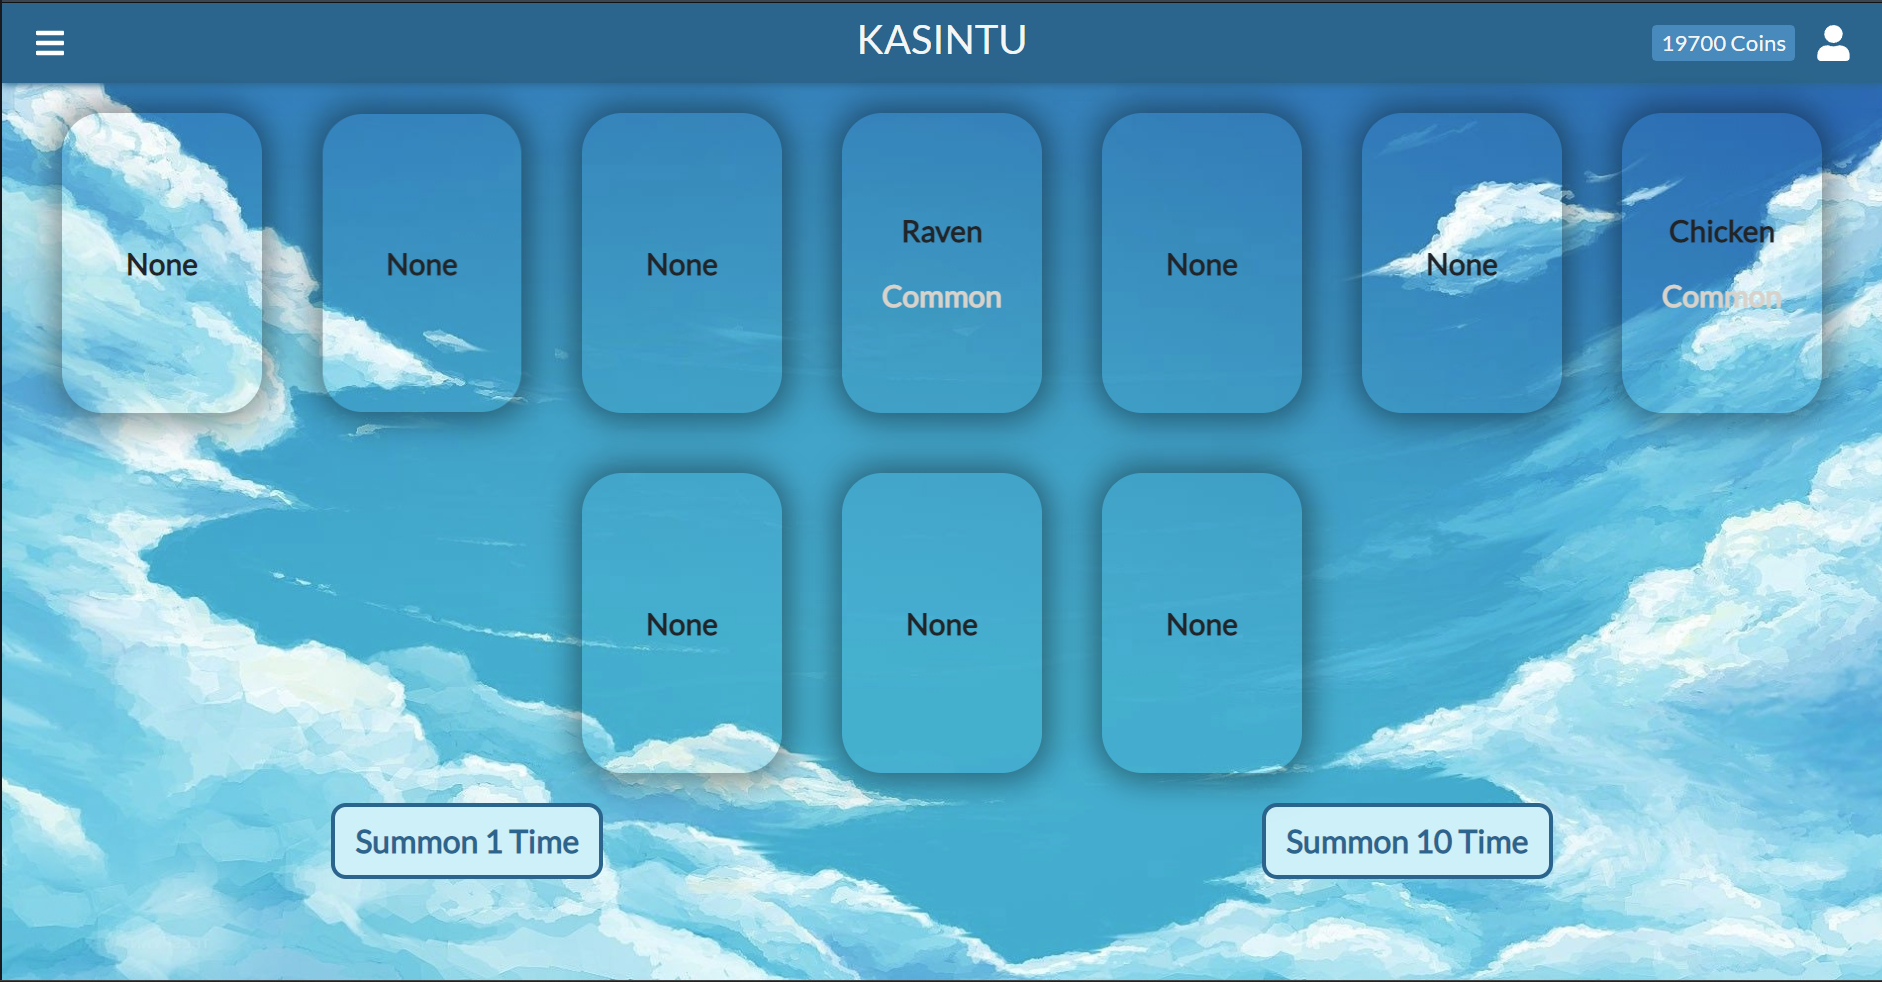 KASINTU
19700 Coins
None
None
None
Raven
Common
None
None
Chicken
Common
None
None
None
Summon 1 Time
Summon 10 Time